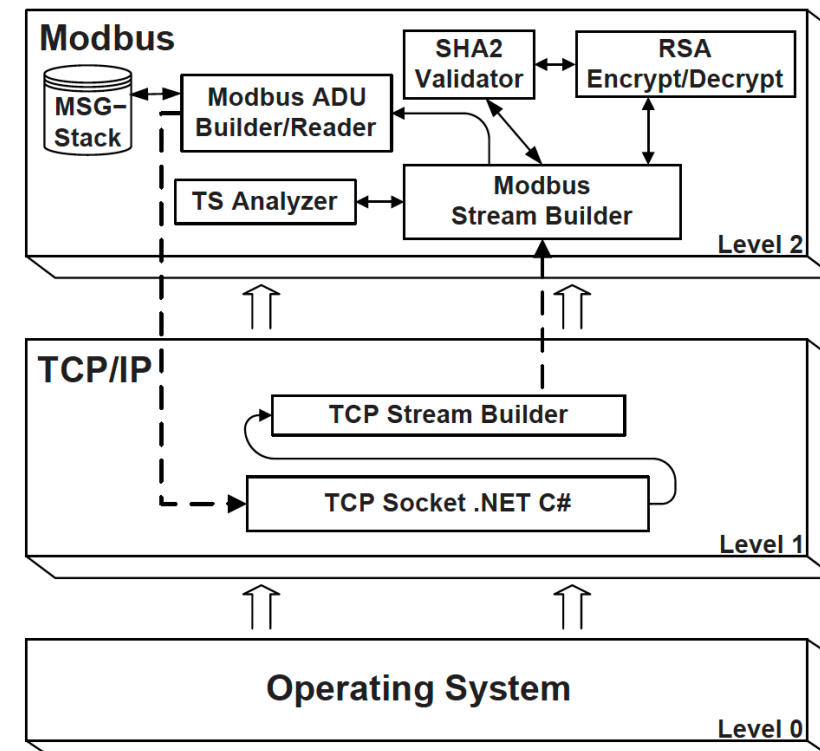 Modbus
MSG–
Stack
Modbus ADU
Builder/Reader
SHA2
Validator
RSA
Encrypt/Decrypt
TS Analyzer
Modbus
Stream Builder
Level 2
TCP/IP
TCP Stream Builder
TCP Socket .NET C#
Level 1
Operating System
Level 0